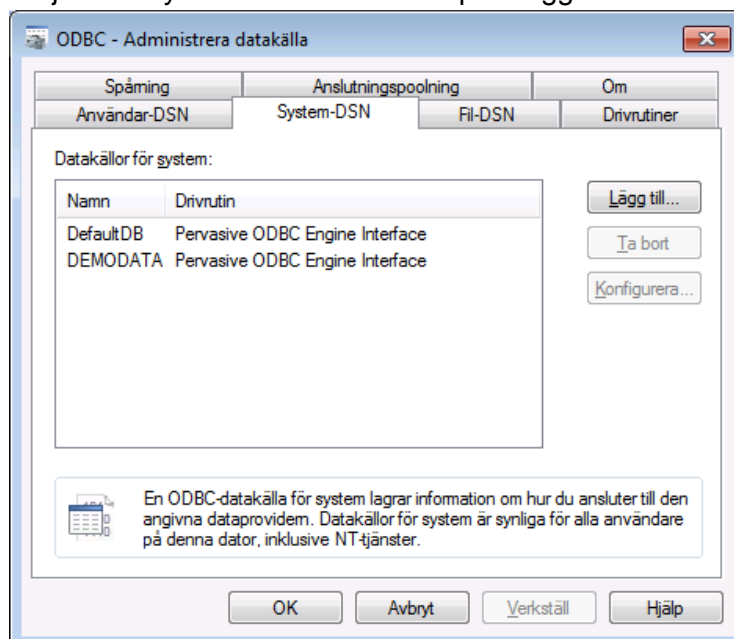 ODBC - Administrera datakälla
Spårning Anslutningspoolning Om
Användar-DSN System-DSN Fil-DSN Drivrutiner
Datakällor för system:
Namn Drivrutin
DefaultDB Pervasive ODBC Engine Interface
DEMODATA Pervasive ODBC Engine Interface
Lägg till...
Ta bort
Konfigurera...
En ODBC-datakälla för system lagrar information om hur du ansluter till den
angivna dataprovidern. Datakällor för system är synliga för alla användare
på denna dator, inklusive NT-tjänster.
OK Avbryt Verkställ Hjälp